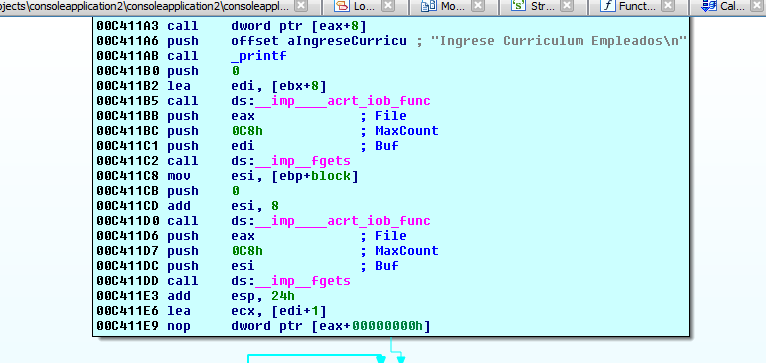 ojects\consoleapplication2\consoleapplication2\consoleappl... Lo... Mo... Str... Funct... Cal...
00C411A3 call dword ptr [eax+8]
00C411A6 push offset aIngreseCurricu ; "Ingrese Curriculum Empleados\n"
00C411AB call _printf
00C411B0 push 0
00C411B2 lea edi, [ebx+8]
00C411B5 call ds:__imp____acrt_iob_func
00C411BB push eax ; File
00C411BC push 0C8h ; MaxCount
00C411C1 push edi ; Buf
00C411C2 call ds:__imp__fgets
00C411C8 mov esi, [ebp+block]
00C411CB push 0
00C411CD add esi, 8
00C411D0 call ds:__imp____acrt_iob_func
00C411D6 push eax ; File
00C411D7 push 0C8h ; MaxCount
00C411DC push esi ; Buf
00C411DD call ds:__imp__fgets
00C411E3 add esp, 24h
00C411E6 lea ecx, [edi+1]
00C411E9 nop dword ptr [eax+00000000h]